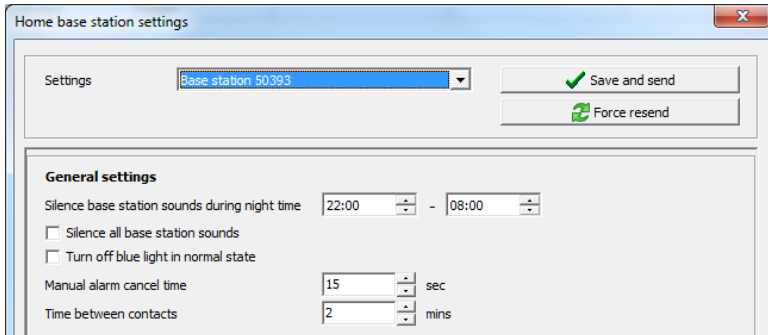 Home base station settings
Settings Base station 50393 Save and send
Force resend
General settings
Silence base station sounds during night time 22:00 - 08:00
Silence all base station sounds
Turn off blue light in normal state
Manual alarm cancel time 15 sec
Time between contacts 2 mins